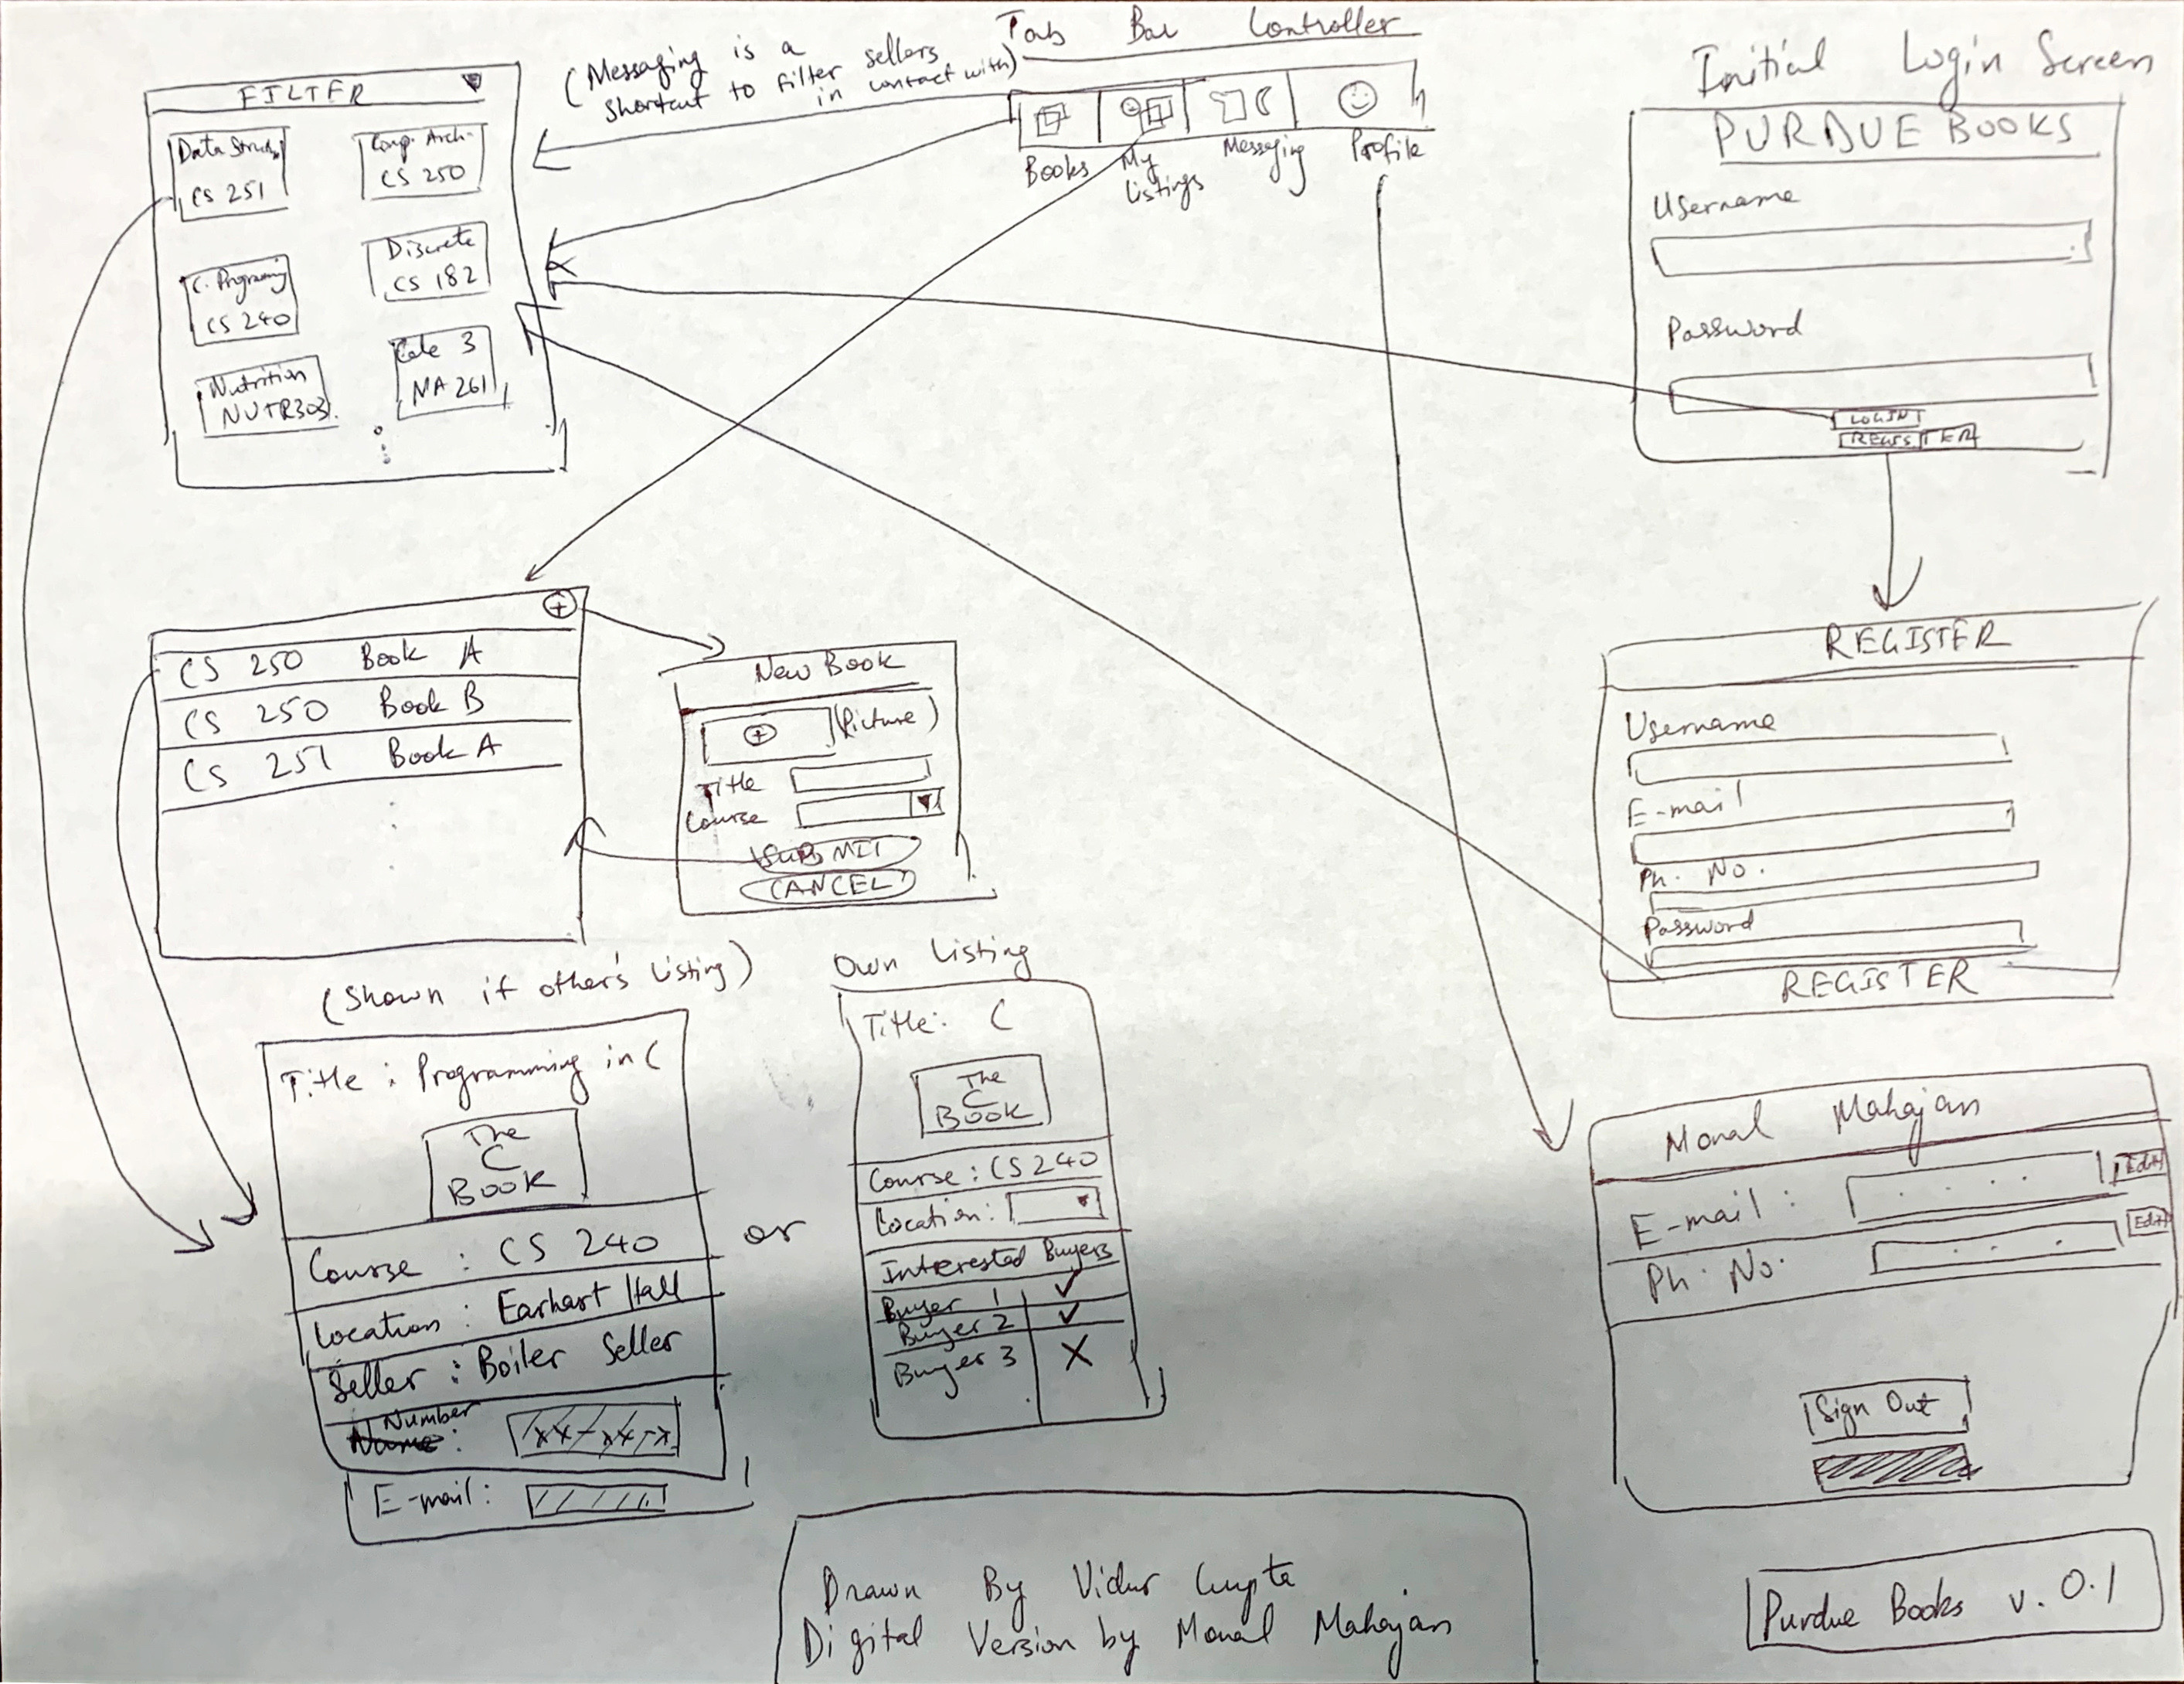 Tab Bar Controller
(Messaging is a
shortcut to filter sellers
in contact with)
Books
My
Listings
Messaging
Profile
FILTER
Data Struct
CS 251
Comp. Arch.
CS 250
C. Programing
CS 240
Discrete
CS 182
Nutrition
NUTR303
Calc 3
MA 261
Initial Login Screen
PURDUE BOOKS
Username
Password
LOGIN
REGISTER
CS 250 Book A
CS 250 Book B
CS 251 Book A
New Book
(Picture)
Title
Course
SUBMIT
CANCEL
REGISTER
Username
E-mail
Ph. No.
Password
REGISTER
(Shown if other's listing)
Title : Programming in C
The
C
BOOK
Course : CS 240
Location : Earhart Hall
Seller : Boiler Seller
Number
Name :
xx-xx-x
E-mail :
or
Own Listing
Title: C
The
C
BOOK
Course : CS 240
Location:
Interested Buyers
Buyer 1 ✓
Buyer 2 ✓
Buyer 3 X
Monal Mahajan
E-mail : Edit
Ph. No. Edit
Sign Out
Drawn By Vidur Gupta
Digital Version by Monal Mahajan
Purdue Books v. 0.1